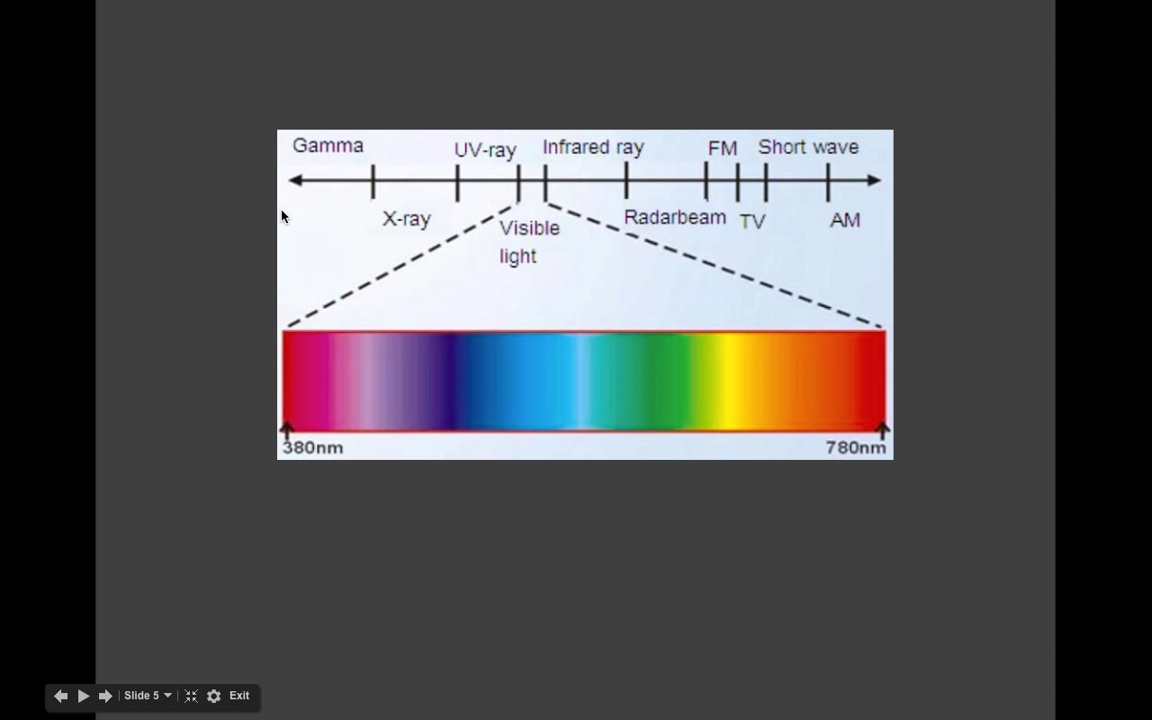 Gamma UV-ray Infrared ray FM Short wave
X-ray Visible light Radarbeam TV AM
380nm 780nm
Slide 5 Exit